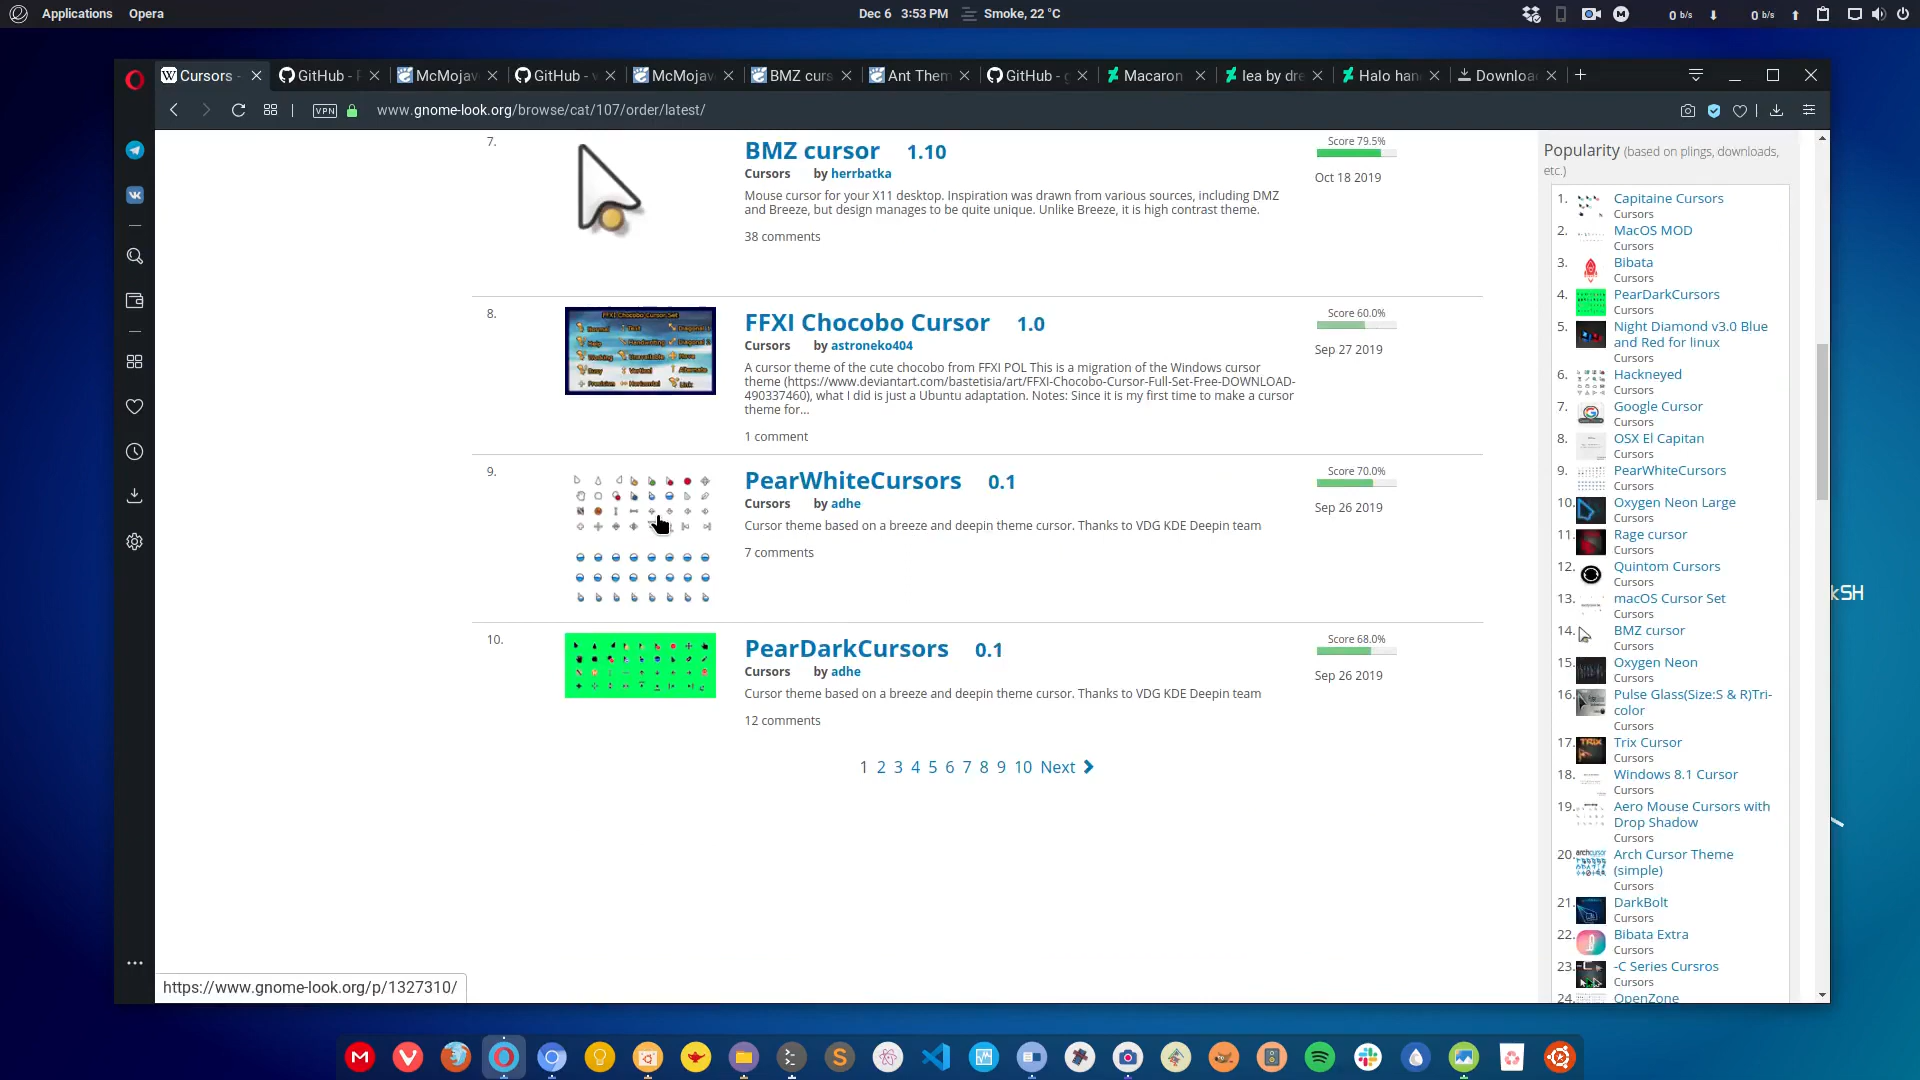 Applications Opera Dec 6 3:53 PM Smoke, 22 °C 0 b/s 0 b/s
Cursors - GitHub - McMojav GitHub - McMojav BMZ curs Ant Them GitHub - Macaron lea by dre Halo han Downloa
VPN www.gnome-look.org/browse/cat/107/order/latest/
7.
BMZ cursor 1.10
Cursors by herrbatka
Mouse cursor for your X11 desktop. Inspiration was drawn from various sources, including DMZ
and Breeze, but design manages to be quite unique. Unlike Breeze, it is high contrast theme.
38 comments
Score 79.5%
Oct 18 2019
8.
FFXI Chocobo Cursor Set
FFXI Chocobo Cursor 1.0
Cursors by astroneko404
A cursor theme of the cute chocobo from FFXI POL This is a migration of the Windows cursor
theme (https://www.deviantart.com/bastetisia/art/FFXI-Chocobo-Cursor-Full-Set-Free-DOWNLOAD-
490337460), what I did is just a Ubuntu adaptation. Notes: Since it is my first time to make a cursor
theme for...
1 comment
Score 60.0%
Sep 27 2019
9.
PearWhiteCursors 0.1
Cursors by adhe
Cursor theme based on a breeze and deepin theme cursor. Thanks to VDG KDE Deepin team
7 comments
Score 70.0%
Sep 26 2019
10.
PearDarkCursors 0.1
Cursors by adhe
Cursor theme based on a breeze and deepin theme cursor. Thanks to VDG KDE Deepin team
12 comments
Score 68.0%
Sep 26 2019
1 2 3 4 5 6 7 8 9 10 Next
Popularity (based on plings, downloads,
etc.)
1. Capitaine Cursors
Cursors
2. MacOS MOD
Cursors
3. Bibata
Cursors
4. PearDarkCursors
Cursors
5. Night Diamond v3.0 Blue
and Red for linux
Cursors
6. Hackneyed
Cursors
7. Google Cursor
Cursors
8. OSX El Capitan
Cursors
9. PearWhiteCursors
Cursors
10. Oxygen Neon Large
Cursors
11. Rage cursor
Cursors
12. Quintom Cursors
Cursors
13. macOS Cursor Set
Cursors
14. BMZ cursor
Cursors
15. Oxygen Neon
Cursors
16. Pulse Glass(Size:S & R)Tri-
color
Cursors
17. Trix Cursor
Cursors
18. Windows 8.1 Cursor
Cursors
19. Aero Mouse Cursors with
Drop Shadow
Cursors
20. Arch Cursor Theme
(simple)
Cursors
21. DarkBolt
Cursors
22. Bibata Extra
Cursors
23. -C Series Cursros
Cursors
24. OpenZone
kSH
https://www.gnome-look.org/p/1327310/